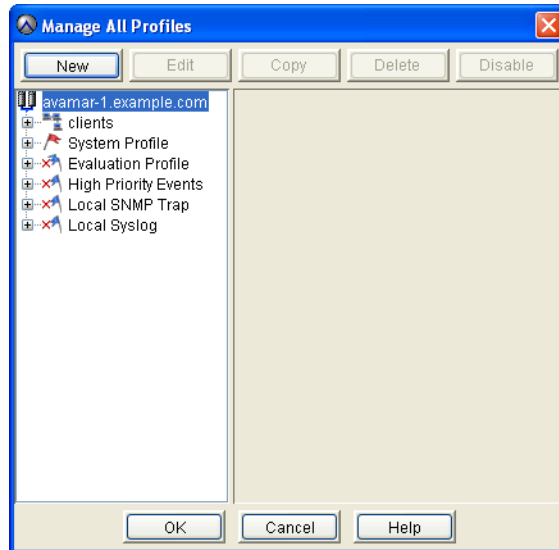 Manage All Profiles
New Edit Copy Delete Disable
avamar-1.example.com
clients
System Profile
Evaluation Profile
High Priority Events
Local SNMP Trap
Local Syslog
OK Cancel Help